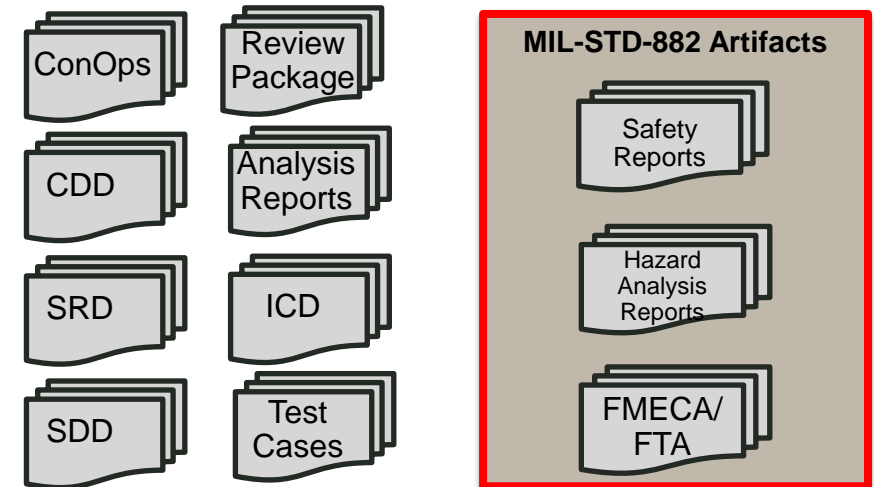 ConOps
Review
Package
CDD
Analysis
Reports
SRD
ICD
SDD
Test
Cases
MIL-STD-882 Artifacts
Safety
Reports
Hazard
Analysis
Reports
FMECA/
FTA